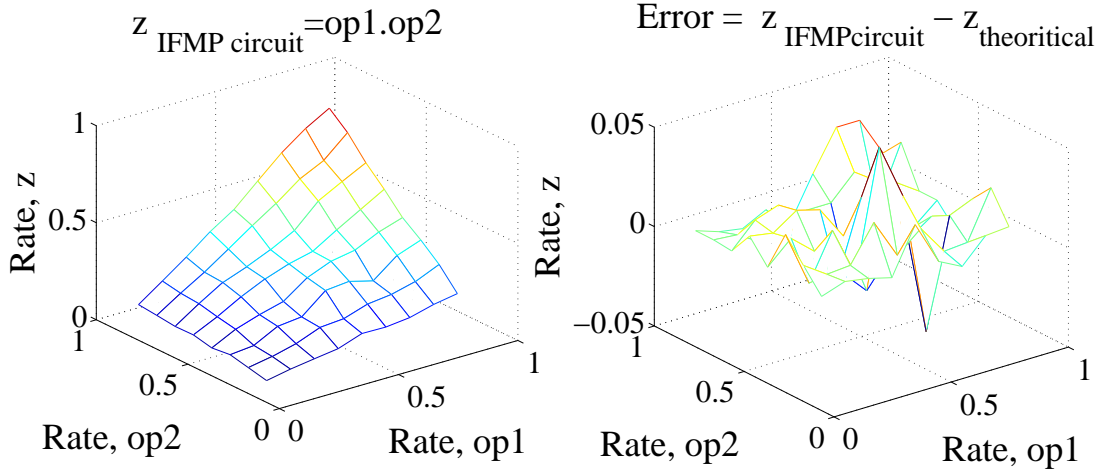 z IFMP circuit=op1.op2
1
0.5
0
Rate, z
1
0.5
0
Rate, op2
0
0.5
1
Rate, op1
Error = z IFMPcircuit − z theoritical
0.05
0
−0.05
Rate, z
1
0.5
0
Rate, op2
0
0.5
1
Rate, op1